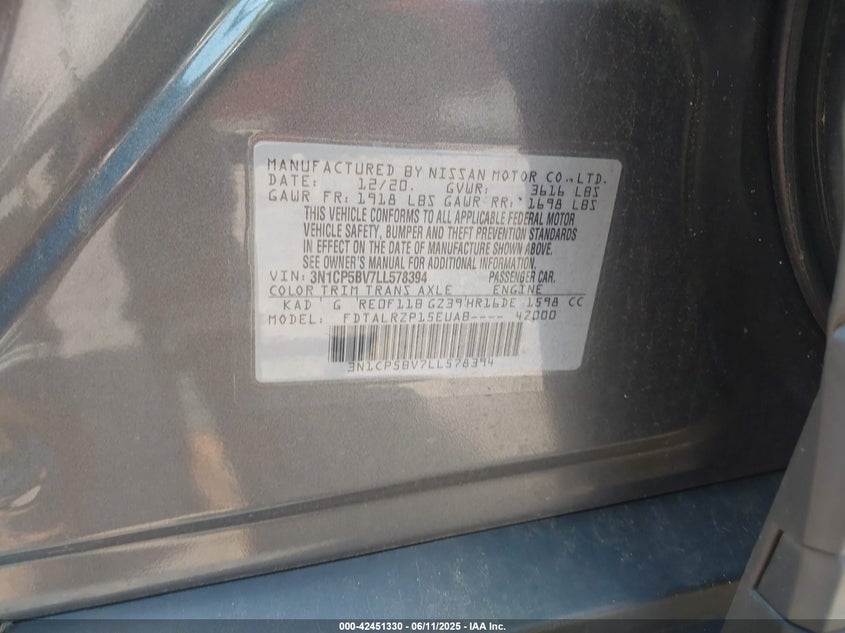 MANUFACTURED BY NISSAN MOTOR CO.,LTD.
DATE: 12/20. GVWR: 3616 LBS
GAWR FR: 1918 LBS GAWR RR: 1698 LBS
THIS VEHICLE CONFORMS TO ALL APPLICABLE FEDERAL MOTOR
VEHICLE SAFETY, BUMPER AND THEFT PREVENTION STANDARDS
IN EFFECT ON THE DATE OF MANUFACTURE SHOWN ABOVE.
SEE OWNER'S MANUAL FOR ADDITIONAL INFORMATION.
VIN: 3N1CP5BV7LL578394 PASSENGER CAR.
COLOR TRIM TRANS AXLE ENGINE
KAD G RE0F11B GZ39 HR16DE 1598 CC
MODEL: FDTALRZP15EUAB---- 42000
3N1CP5BV7LL578394
000-42451330 - 06/11/2025 - IAA Inc.